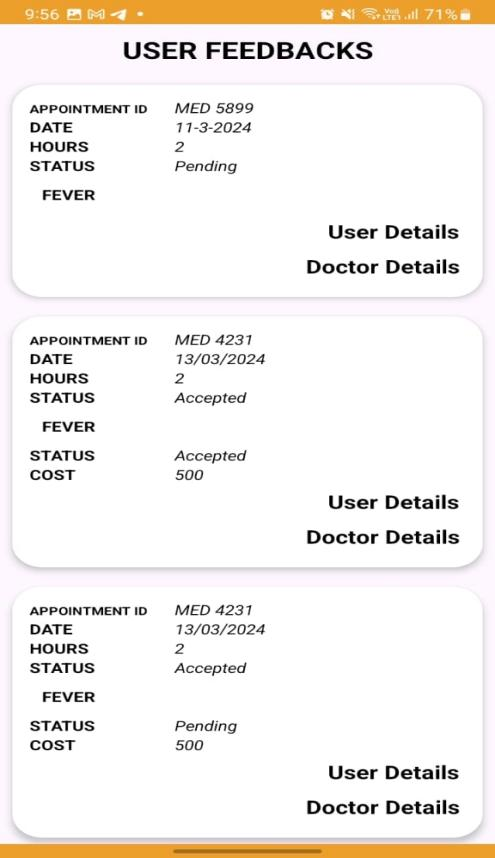 9:56 71%
USER FEEDBACKS
APPOINTMENT ID MED 5899
DATE 11-3-2024
HOURS 2
STATUS Pending
FEVER
User Details
Doctor Details
APPOINTMENT ID MED 4231
DATE 13/03/2024
HOURS 2
STATUS Accepted
FEVER
STATUS Accepted
COST 500
User Details
Doctor Details
APPOINTMENT ID MED 4231
DATE 13/03/2024
HOURS 2
STATUS Accepted
FEVER
STATUS Pending
COST 500
User Details
Doctor Details